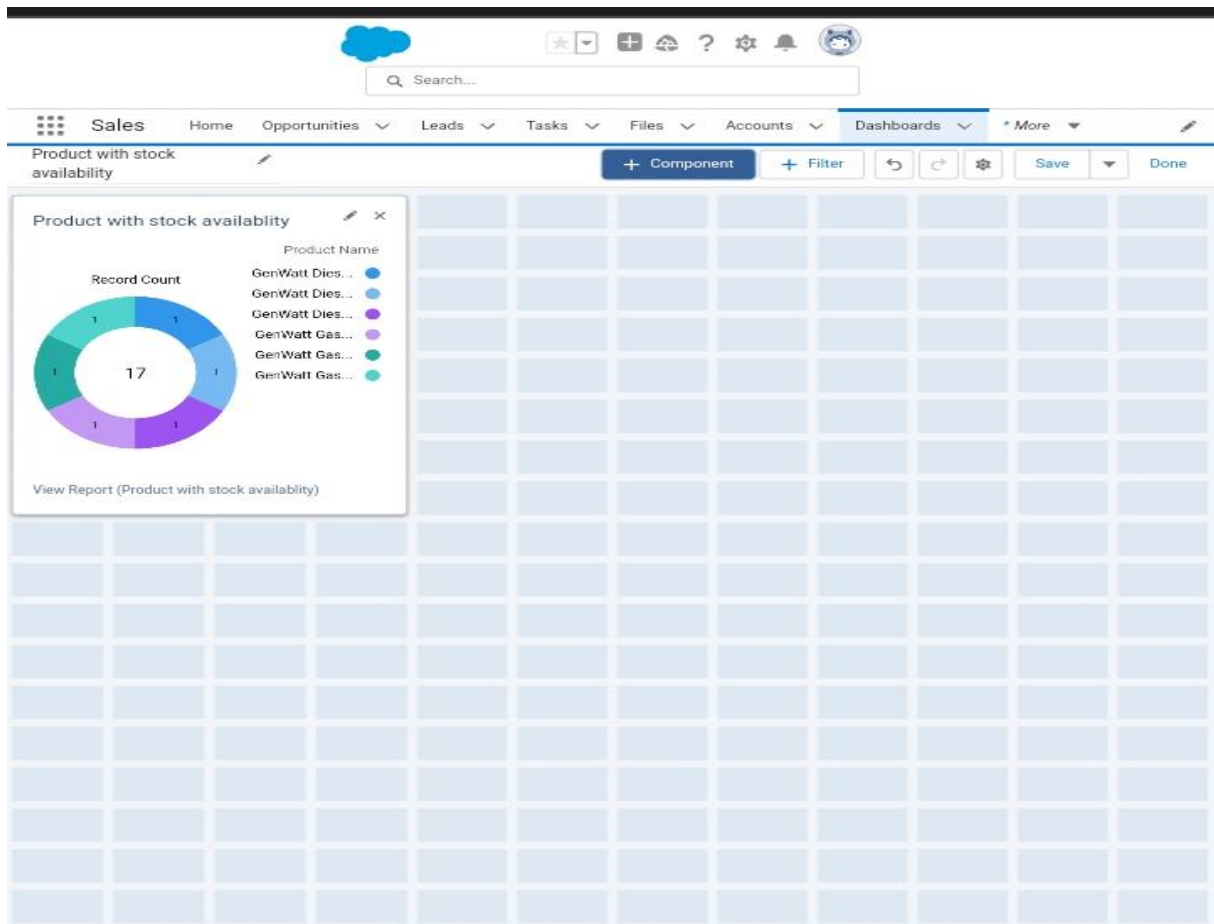 Search...
Sales Home Opportunities Leads Tasks Files Accounts Dashboards * More
Product with stock
availability
+ Component + Filter Save Done
Product with stock availablity
Product Name
Record Count
GenWatt Dies...
GenWatt Dies...
GenWatt Dies...
GenWatt Gas...
GenWatt Gas...
GenWatt Gas...
1 1
1 17 1
1 1
View Report (Product with stock availablity)